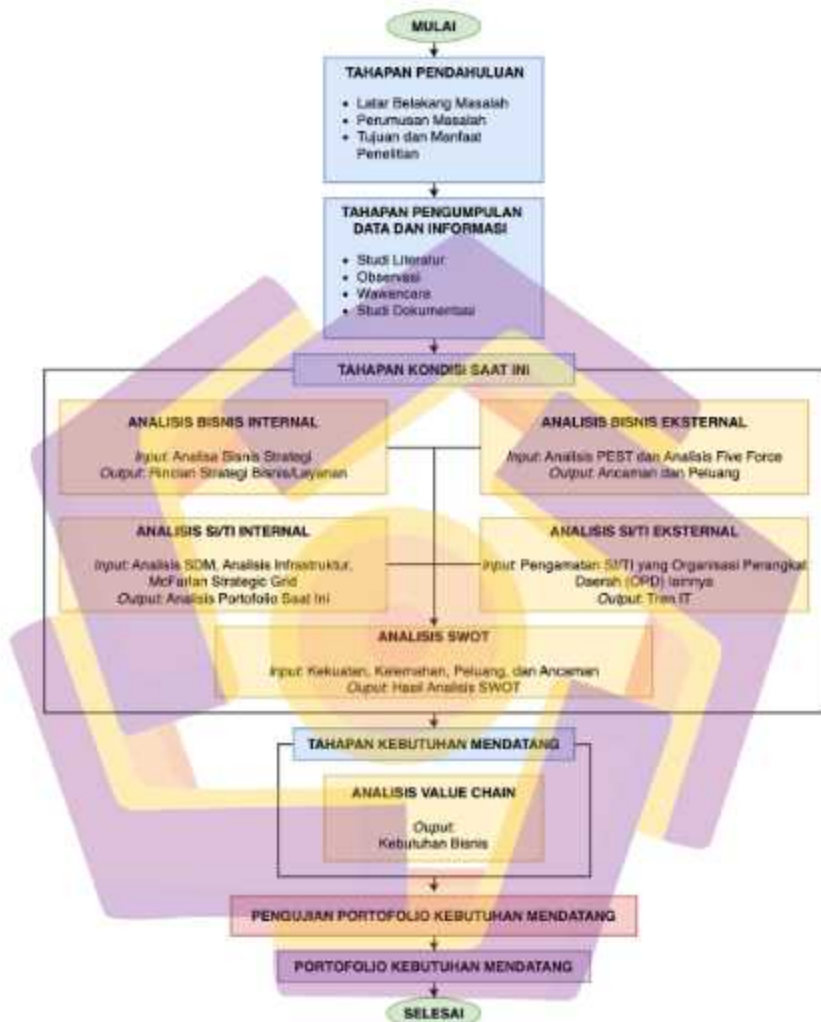 MULAI
TAHAPAN PENDAHULUAN
• Latar Belakang Masalah
• Perumusan Masalah
• Tujuan dan Manfaat
Penelitian
TAHAPAN PENGUMPULAN
DATA DAN INFORMASI
• Studi Literatur
• Observasi
• Wawancara
• Studi Dokumentasi
TAHAPAN KONDISI SAAT INI
ANALISIS BISNIS INTERNAL
Input: Analisa Bisnis Strategi
Output: Rincian Strategi Bisnis/Layanan
ANALISIS BISNIS EKSTERNAL
Input: Analisis PEST dan Analisis Five Force
Output: Ancaman dan Peluang
ANALISIS SI/TI INTERNAL
Input: Analisis SDM, Analisis Infrastruktur,
McFarlan Strategic Grid
Output: Analisis Portofolio Saat Ini
ANALISIS SI/TI EKSTERNAL
Input: Pengamatan SI/TI yang Organisasi Perangkat
Daerah (OPD) lainnya
Output: Tren IT
ANALISIS SWOT
Input: Kekuatan, Kelemahan, Peluang, dan Ancaman
Ouput: Hasil Analisis SWOT
TAHAPAN KEBUTUHAN MENDATANG
ANALISIS VALUE CHAIN
Ouput:
Kebutuhan Bisnis
PENGUJIAN PORTOFOLIO KEBUTUHAN MENDATANG
PORTOFOLIO KEBUTUHAN MENDATANG
SELESAI